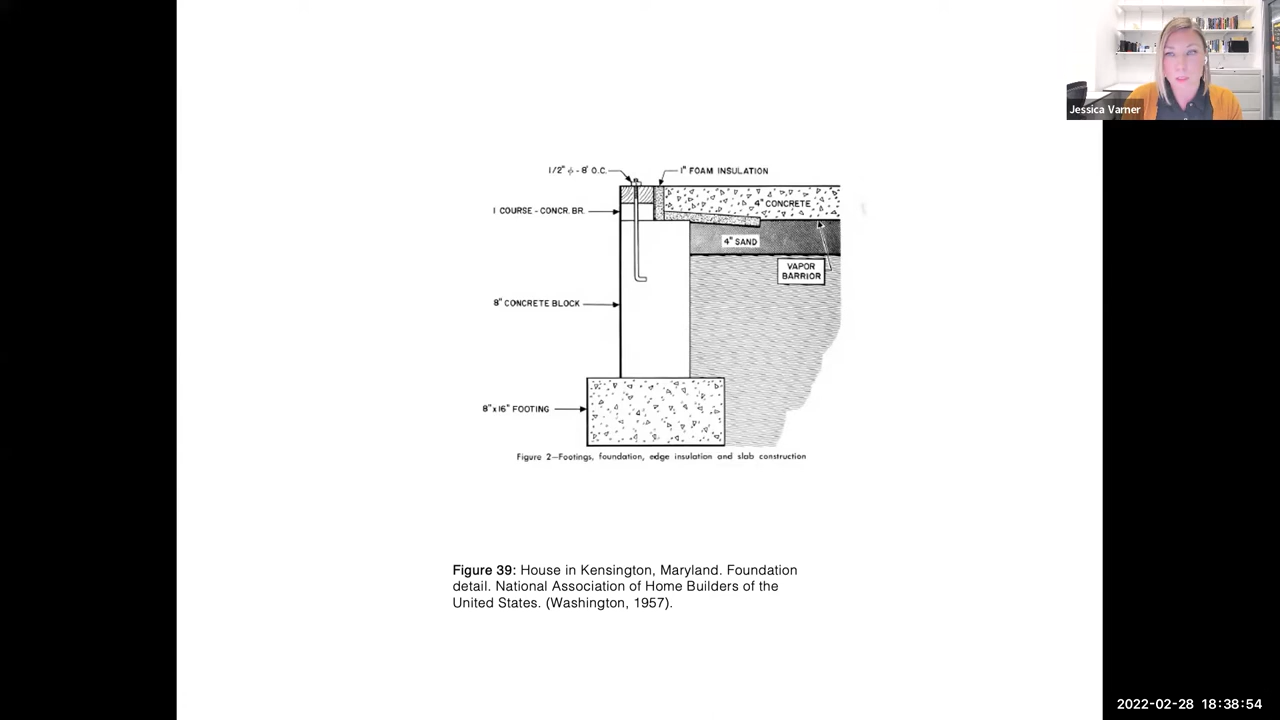 Jessica Varner
1/2" ϕ - 8' O.C.
1" FOAM INSULATION
1 COURSE - CONCR. BR.
4" CONCRETE
4" SAND
VAPOR
BARRIER
8" CONCRETE BLOCK
8" x 16" FOOTING
Figure 2—Footings, foundation, edge insulation and slab construction
Figure 39: House in Kensington, Maryland. Foundation
detail. National Association of Home Builders of the
United States. (Washington, 1957).
2022-02-28 18:38:54